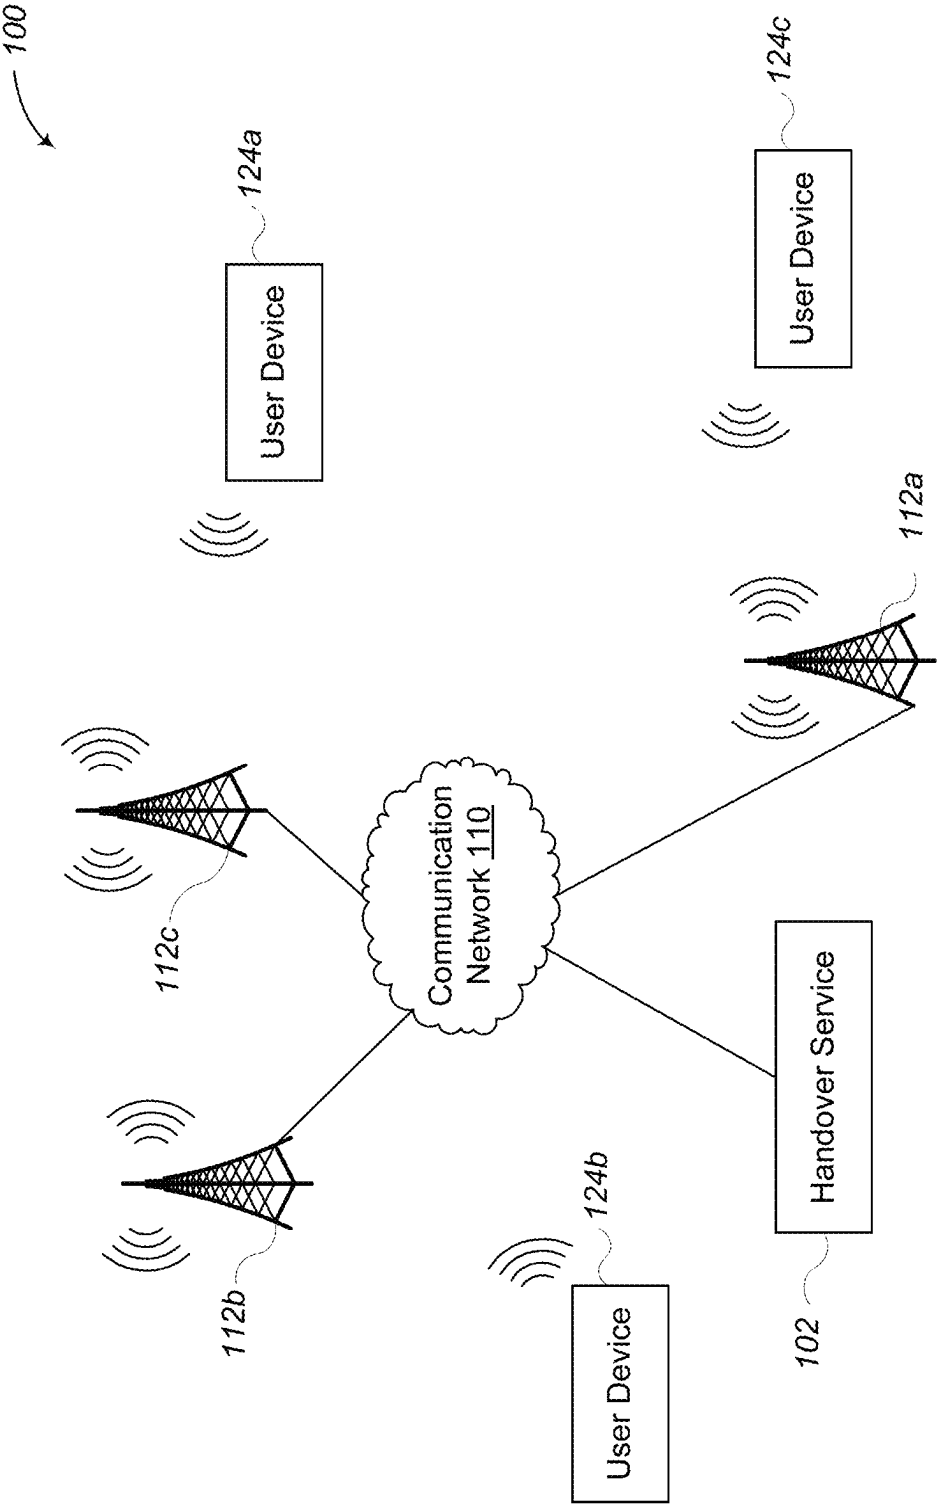 100
112c
112b
User Device
124a
Communication
Network 110
124b
User Device
User Device
124c
112a
Handover Service
102